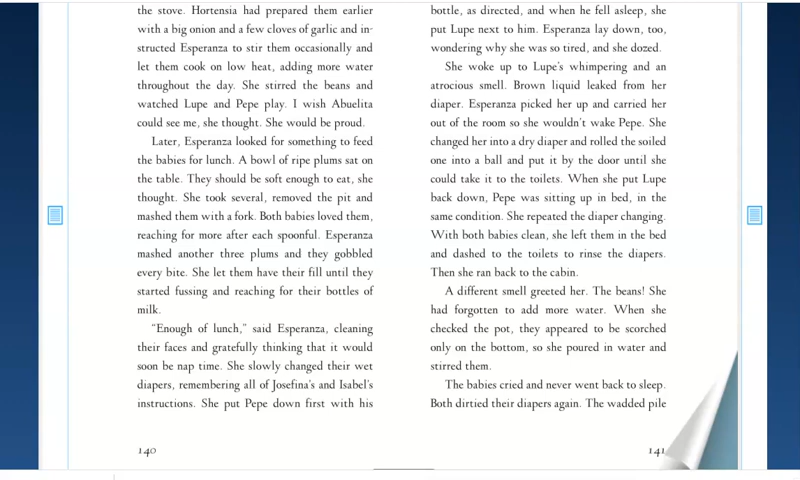 the stove. Hortensia had prepared them earlier
with a big onion and a few cloves of garlic and in-
structed Esperanza to stir them occasionally and
let them cook on low heat, adding more water
throughout the day. She stirred the beans and
watched Lupe and Pepe play. I wish Abuelita
could see me, she thought. She would be proud.
Later, Esperanza looked for something to feed
the babies for lunch. A bowl of ripe plums sat on
the table. They should be soft enough to eat, she
thought. She took several, removed the pit and
mashed them with a fork. Both babies loved them,
reaching for more after each spoonful. Esperanza
mashed another three plums and they gobbled
every bite. She let them have their fill until they
started fussing and reaching for their bottles of
milk.
"Enough of lunch," said Esperanza, cleaning
their faces and gratefully thinking that it would
soon be nap time. She slowly changed their wet
diapers, remembering all of Josefina's and Isabel's
instructions. She put Pepe down first with his
140
bottle, as directed, and when he fell asleep, she
put Lupe next to him. Esperanza lay down, too,
wondering why she was so tired, and she dozed.
She woke up to Lupe's whimpering and an
atrocious smell. Brown liquid leaked from her
diaper. Esperanza picked her up and carried her
out of the room so she wouldn't wake Pepe. She
changed her into a dry diaper and rolled the soiled
one into a ball and put it by the door until she
could take it to the toilets. When she put Lupe
back down, Pepe was sitting up in bed, in the
same condition. She repeated the diaper changing.
With both babies clean, she left them in the bed
and dashed to the toilets to rinse the diapers.
Then she ran back to the cabin.
A different smell greeted her. The beans! She
had forgotten to add more water. When she
checked the pot, they appeared to be scorched
only on the bottom, so she poured in water and
stirred them.
The babies cried and never went back to sleep.
Both dirtied their diapers again. The wadded pile
141